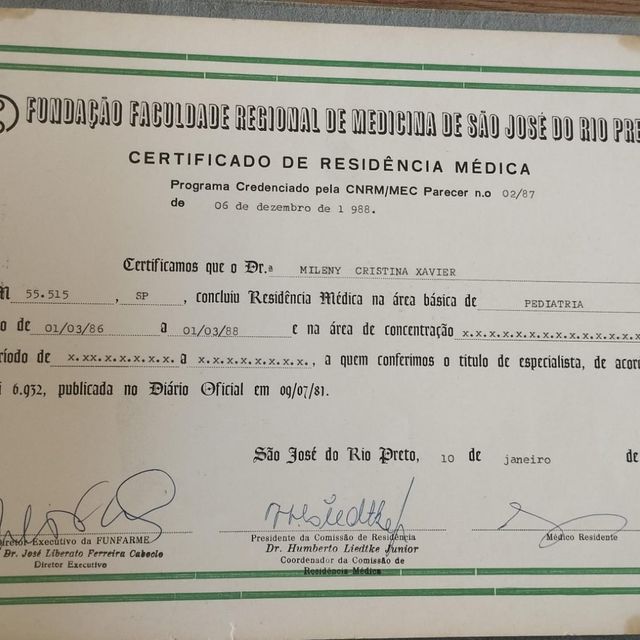 FUNDAÇÃO FACULDADE REGIONAL DE MEDICINA DE SÃO JOSÉ DO RIO PRE
CERTIFICADO DE RESIDÊNCIA MÉDICA
Programa Credenciado pela CNRM/MEC Parecer n.o 02/87
de 06 de dezembro de 1 988.
Certificamos que o Dr.ª MILENY CRISTINA XAVIER
M 55.515 , SP , concluiu Residência Médica na área básica de PEDIATRIA
o de 01/03/86 a 01/03/88 e na área de concentração x.x.x.x.x.x.x.x.x.x.x.x.x
ríodo de x.xx.x.x.x.x.x. a x.x.x.x.x.x.x.x., a quem conferimos o titulo de especialista, de acor
i 6.932, publicada no Diário Oficial em 09/07/81.
São José do Rio Preto, 10 de janeiro de
Diretor Executivo da FUNFARME
Dr. José Liberato Ferreira Caboclo
Diretor Executivo
Presidente da Comissão de Residência
Dr. Humberto Liedtke Junior
Coordenador da Comissão de
Residência Médica
Médico Residente